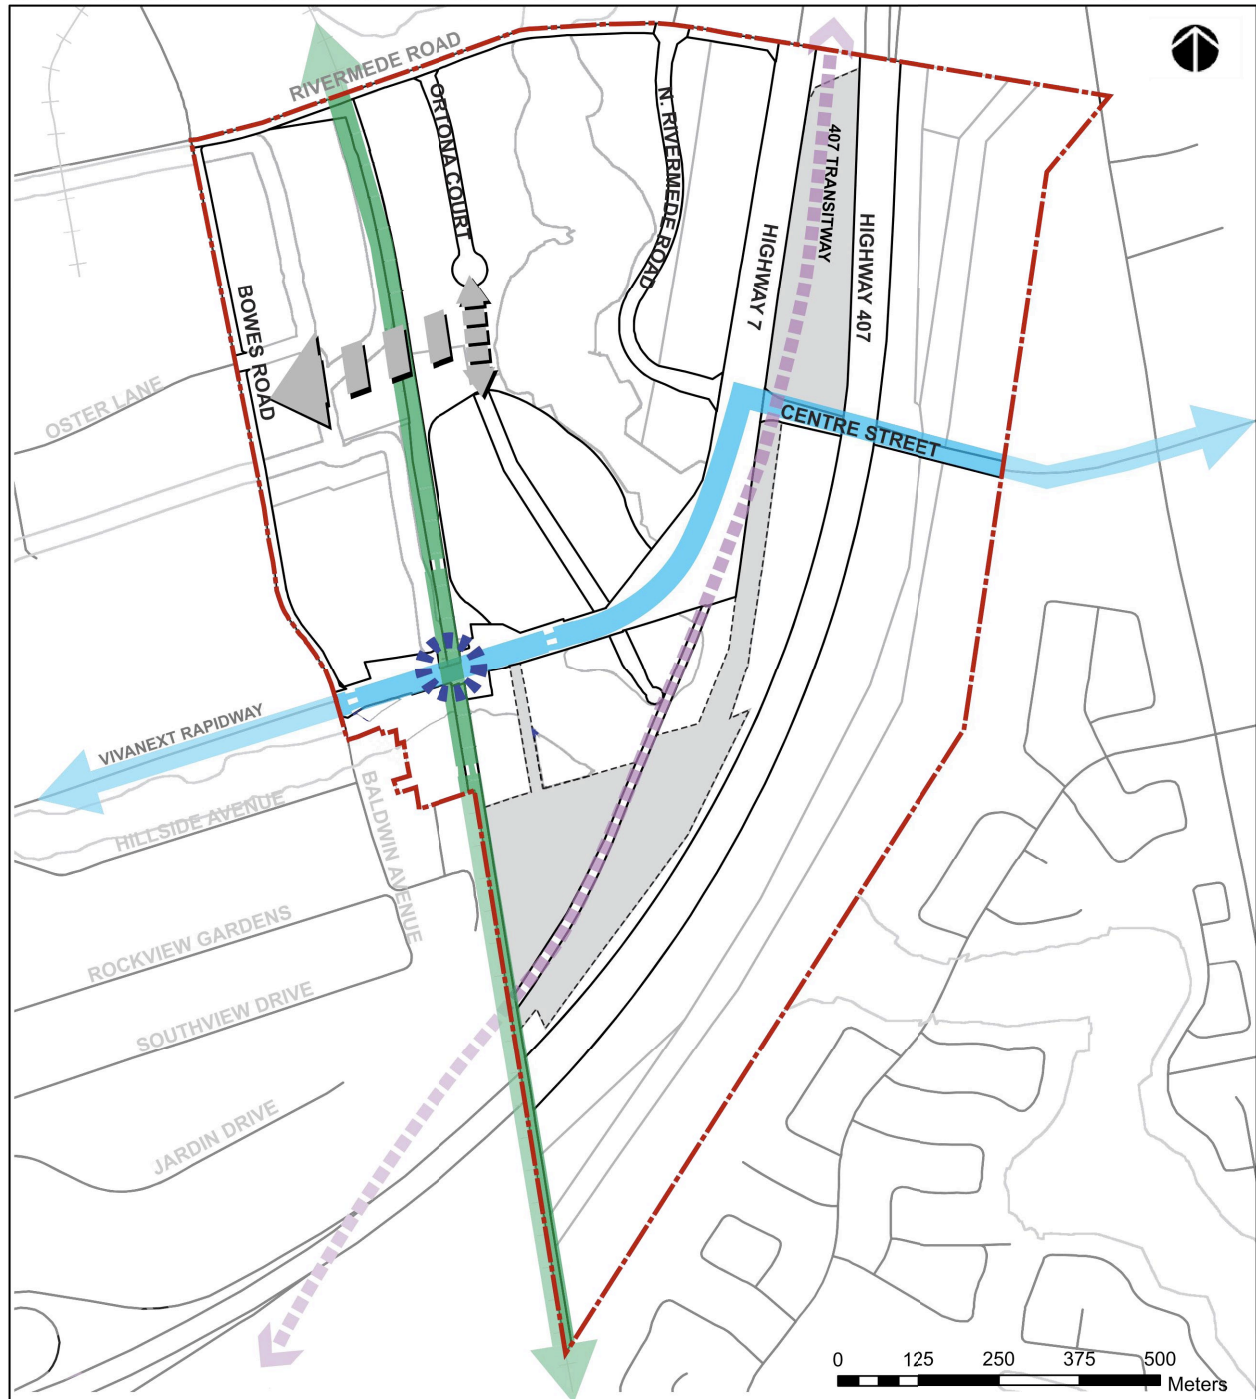 RIVERMEDE ROAD
ORTONA COURT
N. RIVERMEDE ROAD
407 TRANSITWAY
HIGHWAY 7
HIGHWAY 407
BOWES ROAD
OSTER LANE
CENTRE STREET
VIVANEXT RAPIDWAY
HILLSIDE AVENUE
BALDWIN AVENUE
ROCKVIEW GARDENS
SOUTHVIEW DRIVE
JARDIN DRIVE
0 125 250 375 500
Meters